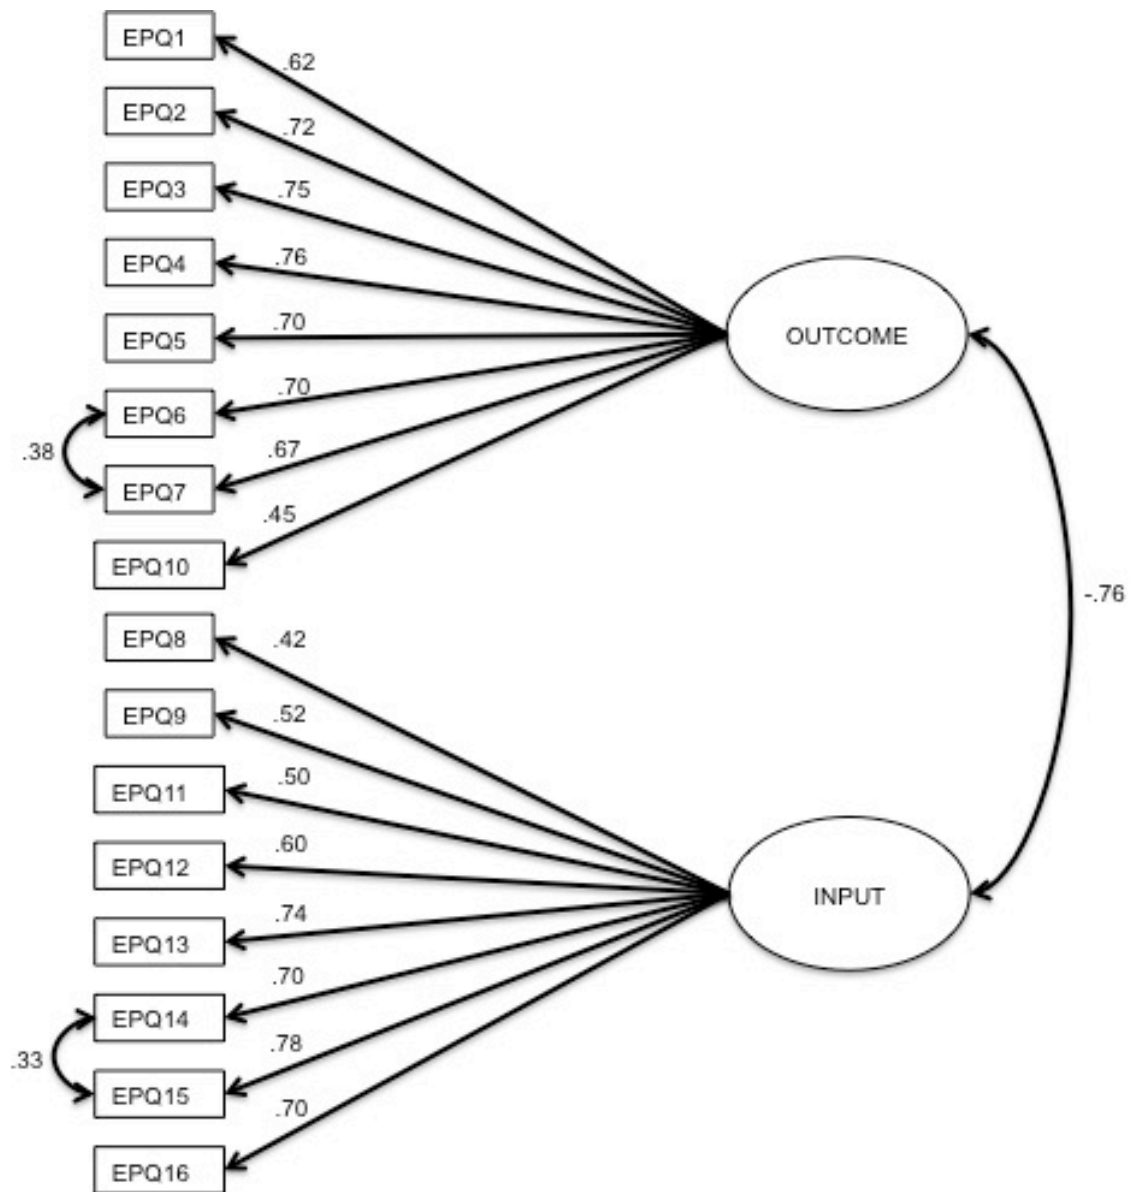 EPQ1
.62
EPQ2
.72
EPQ3
.75
EPQ4
.76
EPQ5
.70
OUTCOME
EPQ6
.70
.38
.67
EPQ7
.45
EPQ10
-.76
EPQ8
.42
EPQ9
.52
EPQ11
.50
EPQ12
.60
INPUT
EPQ13
.74
.70
EPQ14
.33
.78
EPQ15
.70
EPQ16